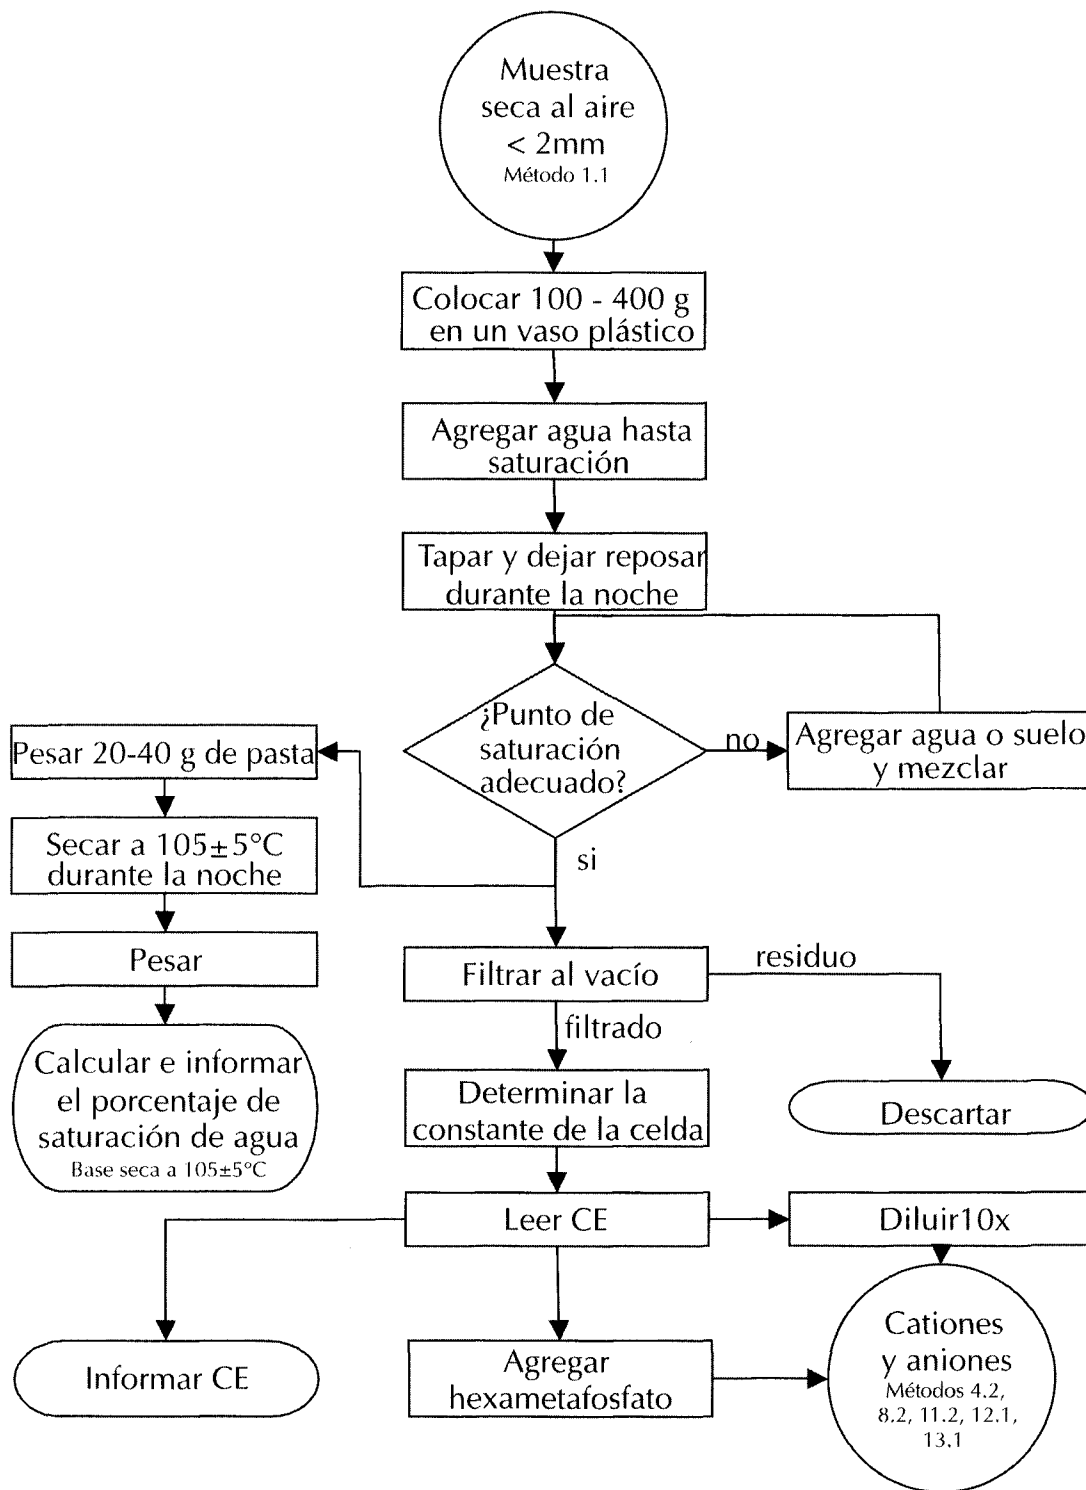 Muestra
seca al aire
< 2mm
Método 1.1
Colocar 100 - 400 g
en un vaso plástico
Agregar agua hasta
saturación
Tapar y dejar reposar
durante la noche
¿Punto de
saturación
adecuado?
no
Agregar agua o suelo
y mezclar
si
Pesar 20-40 g de pasta
Secar a 105±5°C
durante la noche
Pesar
Calcular e informar
el porcentaje de
saturación de agua
Base seca a 105±5°C
Filtrar al vacío
residuo
Descartar
filtrado
Determinar la
constante de la celda
Leer CE
Diluir10x
Informar CE
Agregar
hexametafosfato
Cationes
y aniones
Métodos 4.2,
8.2, 11.2, 12.1,
13.1